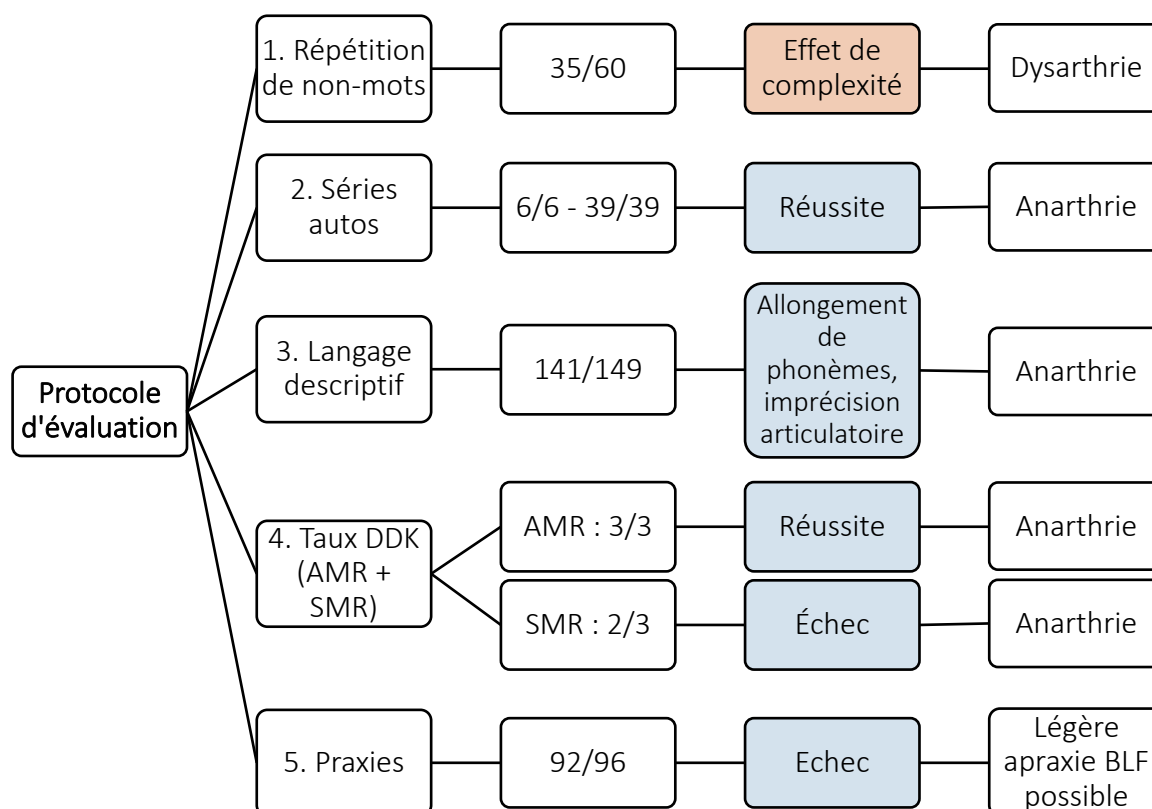 Protocole
d'évaluation
1. Répétition
de non-mots
35/60
Effet de
complexité
Dysarthrie
2. Séries
autos
6/6 - 39/39
Réussite
Anarthrie
3. Langage
descriptif
141/149
Allongement
de
phonèmes,
imprécision
articulatoire
Anarthrie
4. Taux DDK
(AMR +
SMR)
AMR : 3/3
Réussite
Anarthrie
SMR : 2/3
Échec
Anarthrie
5. Praxies
92/96
Echec
Légère
apraxie BLF
possible